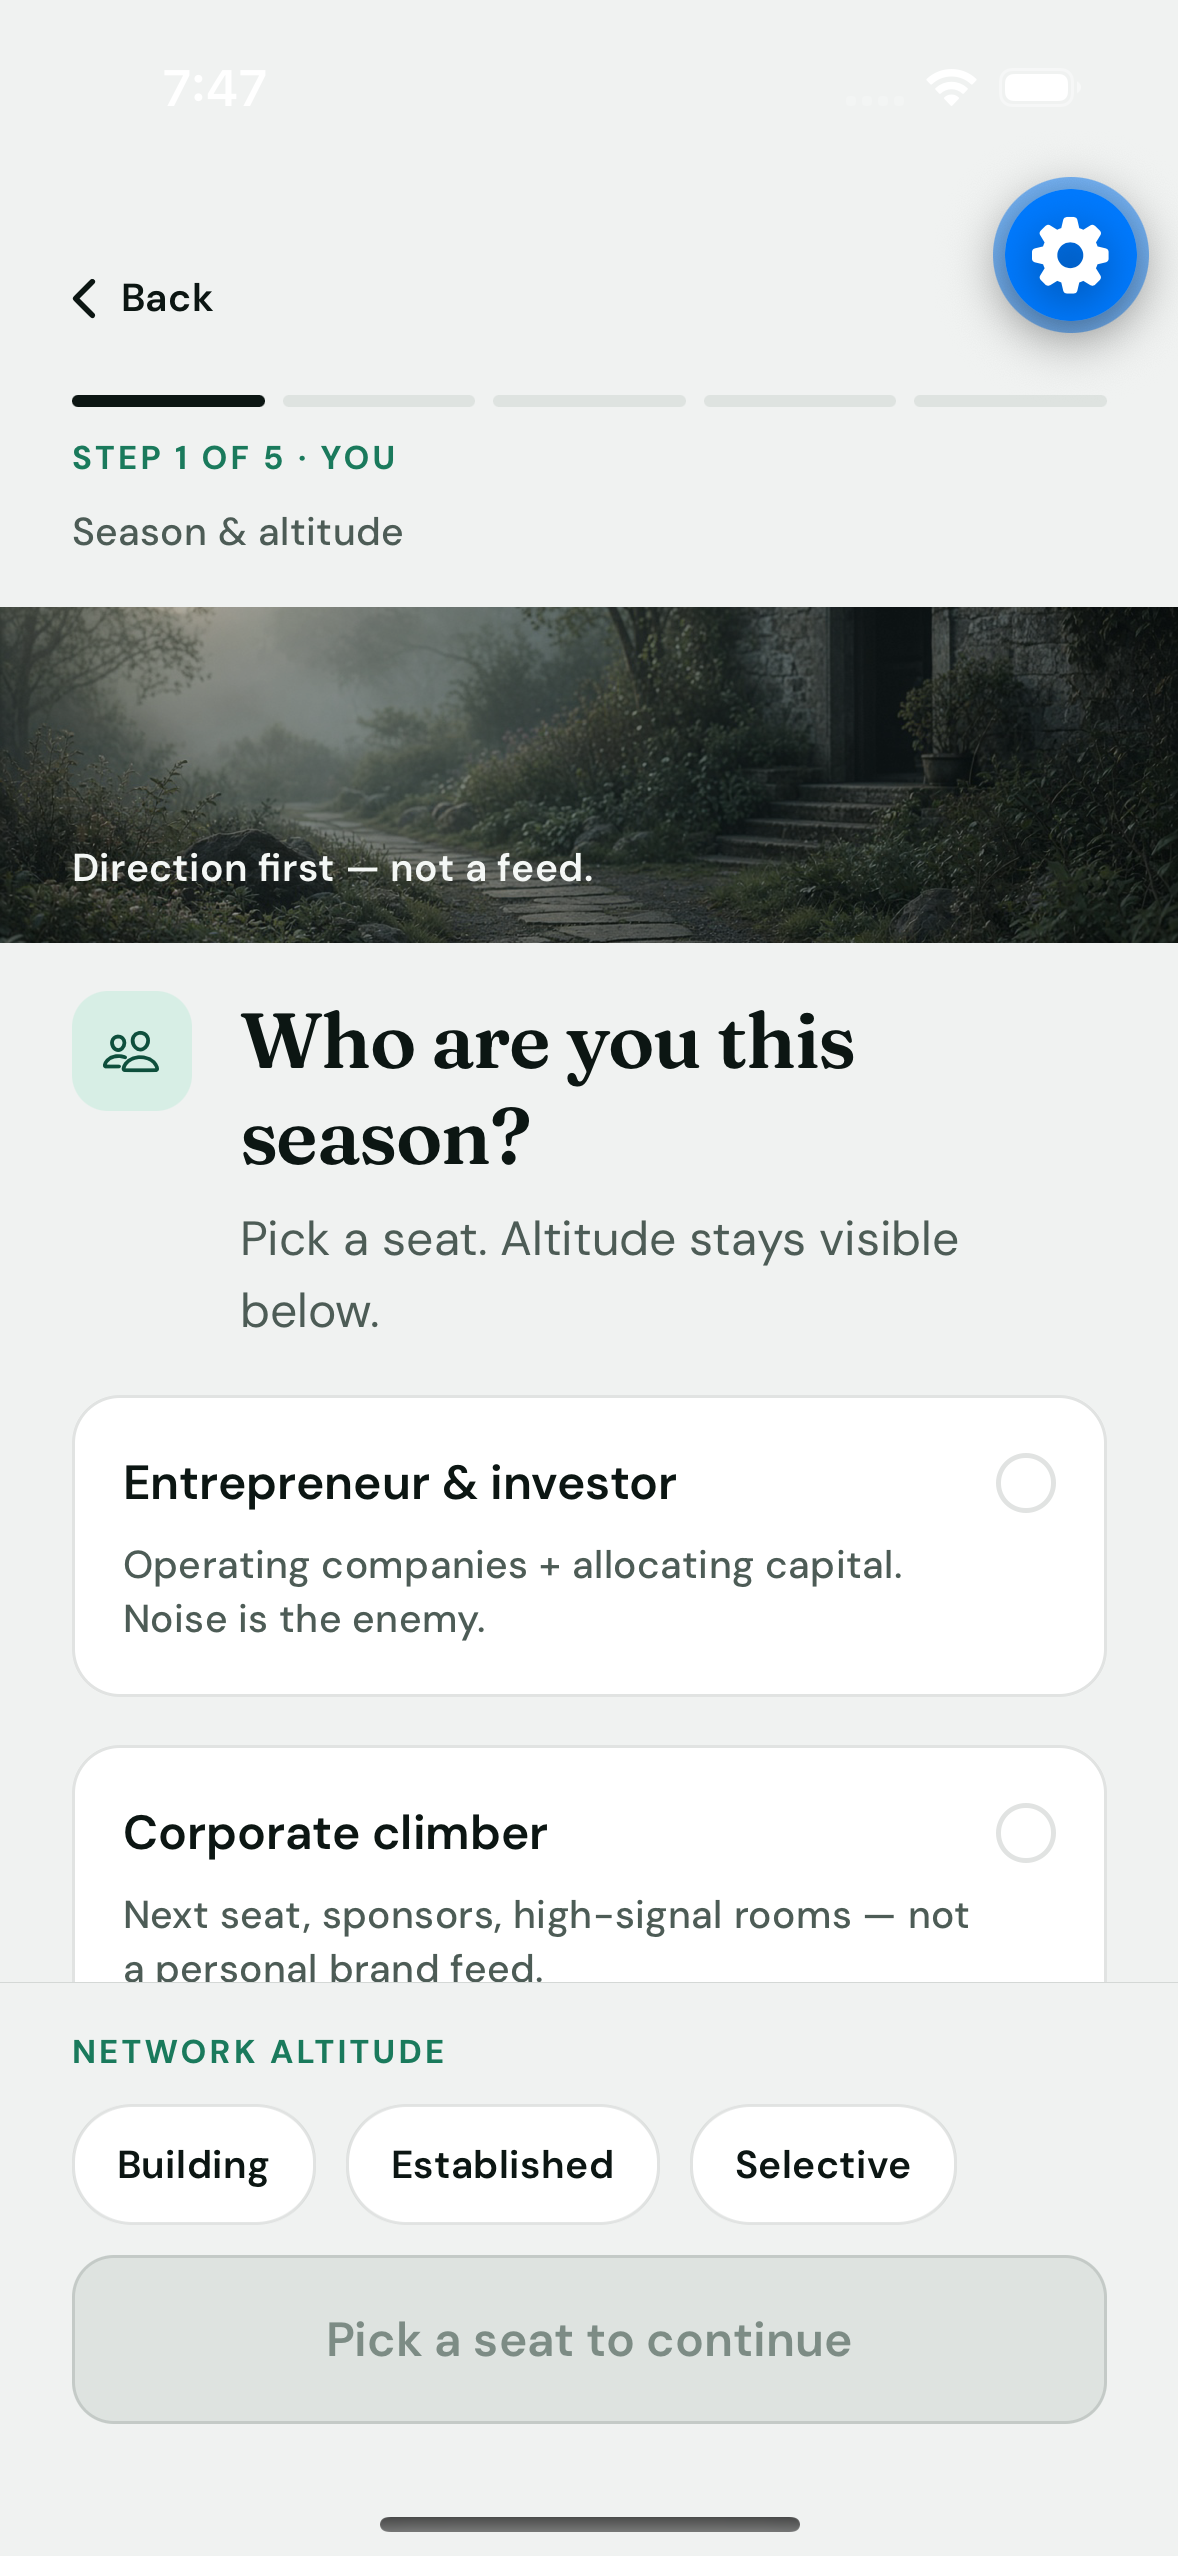 7:47
Back
STEP 1 OF 5 · YOU
Season & altitude
Direction first — not a feed.
Who are you this
season?
Pick a seat. Altitude stays visible
below.
Entrepreneur & investor
Operating companies + allocating capital.
Noise is the enemy.
Corporate climber
Next seat, sponsors, high-signal rooms — not
a personal brand feed.
NETWORK ALTITUDE
Building
Established
Selective
Pick a seat to continue